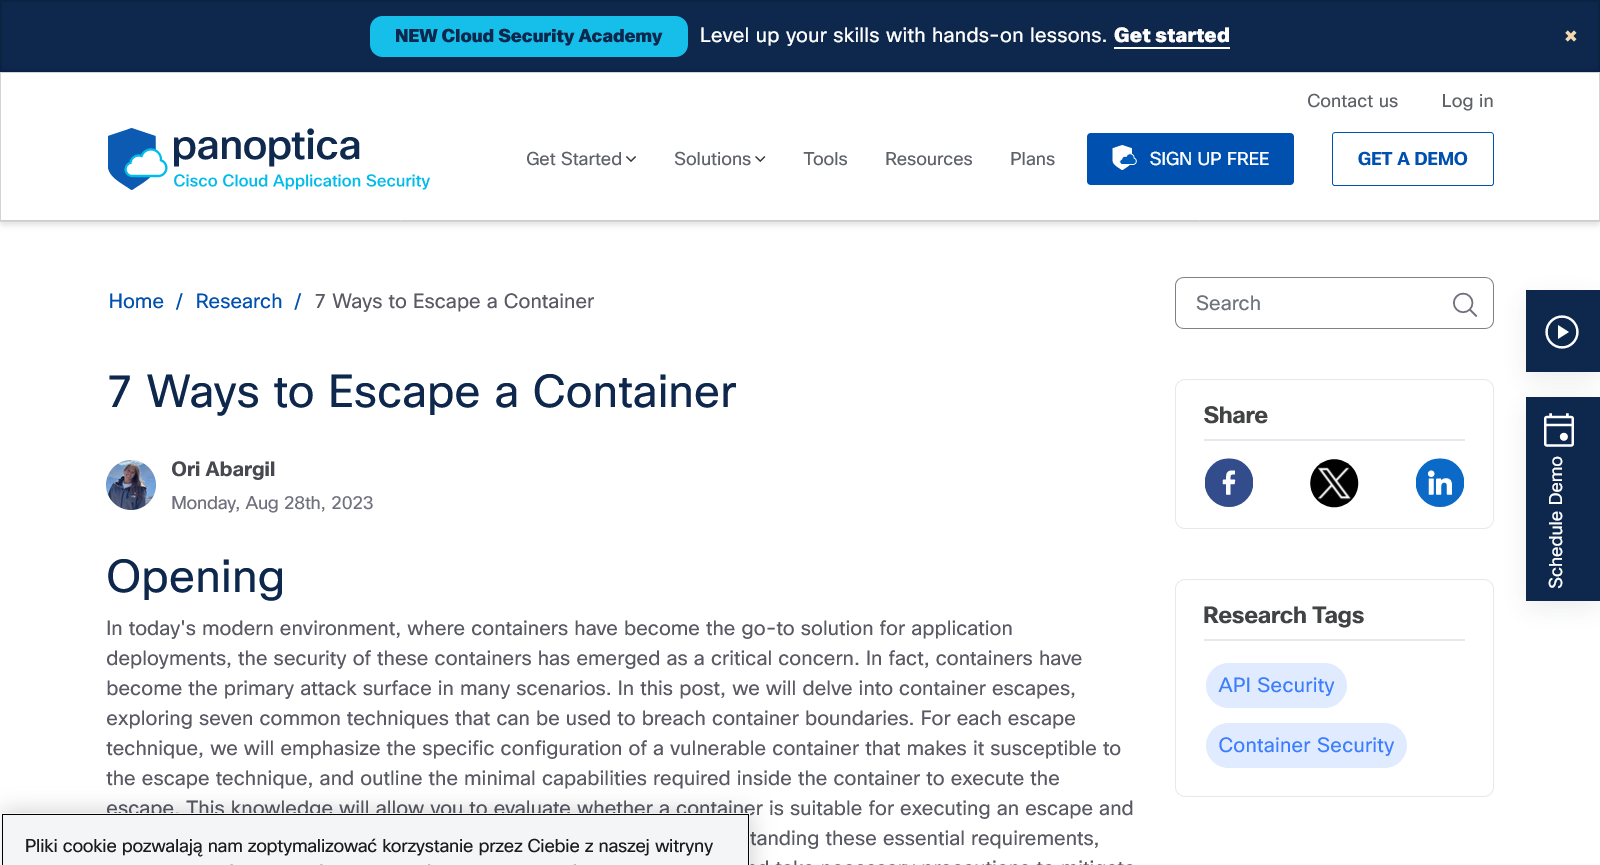 NEW Cloud Security Academy Level up your skills with hands-on lessons. Get started
Contact us Log in
panoptica
Cisco Cloud Application Security
Get Started Solutions Tools Resources Plans SIGN UP FREE GET A DEMO
Home / Research / 7 Ways to Escape a Container
Search
7 Ways to Escape a Container
Ori Abargil
Monday, Aug 28th, 2023
Opening
In today's modern environment, where containers have become the go-to solution for application
deployments, the security of these containers has emerged as a critical concern. In fact, containers have
become the primary attack surface in many scenarios. In this post, we will delve into container escapes,
exploring seven common techniques that can be used to breach container boundaries. For each escape
technique, we will emphasize the specific configuration of a vulnerable container that makes it susceptible to
the escape technique, and outline the minimal capabilities required inside the container to execute the
escape. This knowledge will allow you to evaluate whether a container is suitable for executing an escape and
these essential requirements,
Share
Schedule Demo
Research Tags
API Security
Container Security
Pliki cookie pozwalają nam zoptymalizować korzystanie przez Ciebie z naszej witryny